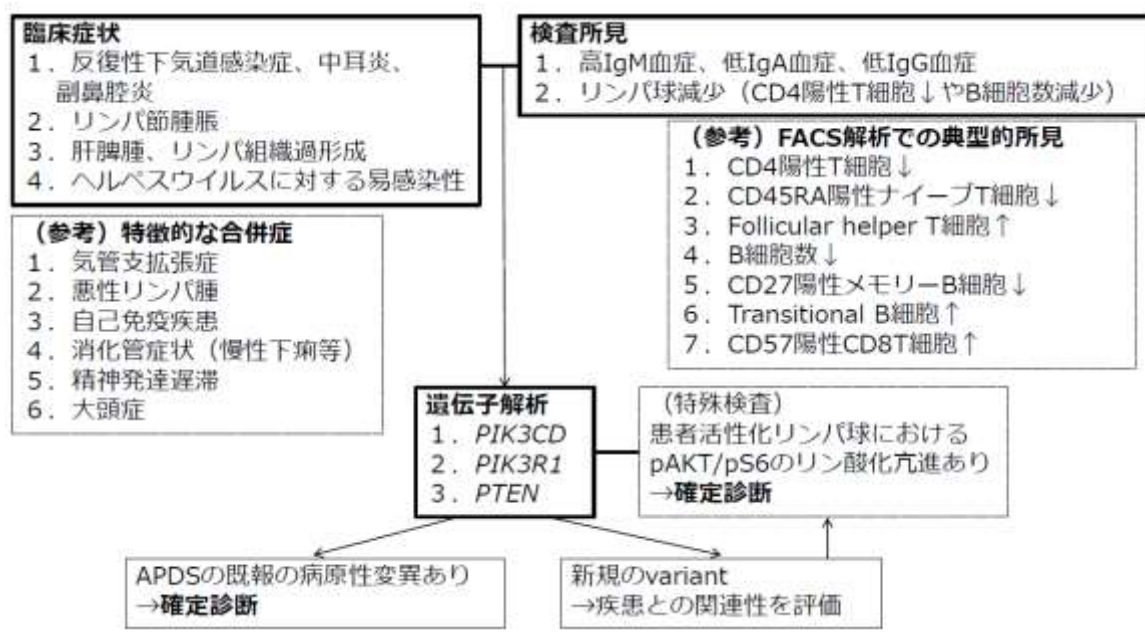 臨床症状
1．反復性下気道感染症、中耳炎、
副鼻腔炎
2．リンパ節腫脹
3．肝脾腫、リンパ組織過形成
4．ヘルペスウイルスに対する易感染性
検査所見
1．高IgM血症、低IgA血症、低IgG血症
2．リンパ球減少（CD4陽性T細胞↓やB細胞数減少）
（参考）FACS解析での典型的所見
1．CD4陽性T細胞↓
2．CD45RA陽性ナイーブT細胞↓
3．Follicular helper T細胞↑
4．B細胞数↓
5．CD27陽性メモリーB細胞↓
6．Transitional B細胞↑
7．CD57陽性CD8T細胞↑
（参考）特徴的な合併症
1．気管支拡張症
2．悪性リンパ腫
3．自己免疫疾患
4．消化管症状（慢性下痢等）
5．精神発達遅滞
6．大頭症
遺伝子解析
1．PIK3CD
2．PIK3R1
3．PTEN
（特殊検査）
患者活性化リンパ球における
pAKT/pS6のリン酸化亢進あり
→確定診断
APDSの既報の病原性変異あり
→確定診断
新規のvariant
→疾患との関連性を評価